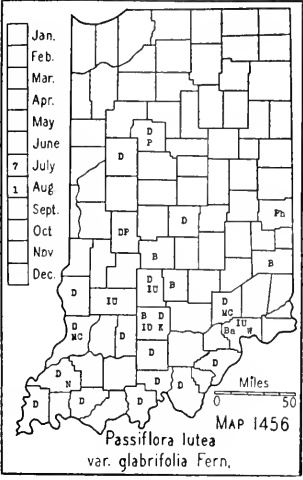 Jan.
Feb.
Mar.
Apr.
May
June
7 July
1 Aug.
Sept.
Oct
Nov
Dec.
D
P
D
DP
D
Ph
B
B
D
IU
B
D
IU
D
MC
B D
IU K
IU
Ba W
D
MC
D
D
D
D
N
D
D
D
D
D
Miles
0 50
MAP 1456
Passiflora lutea
var. glabrifolia Fern.